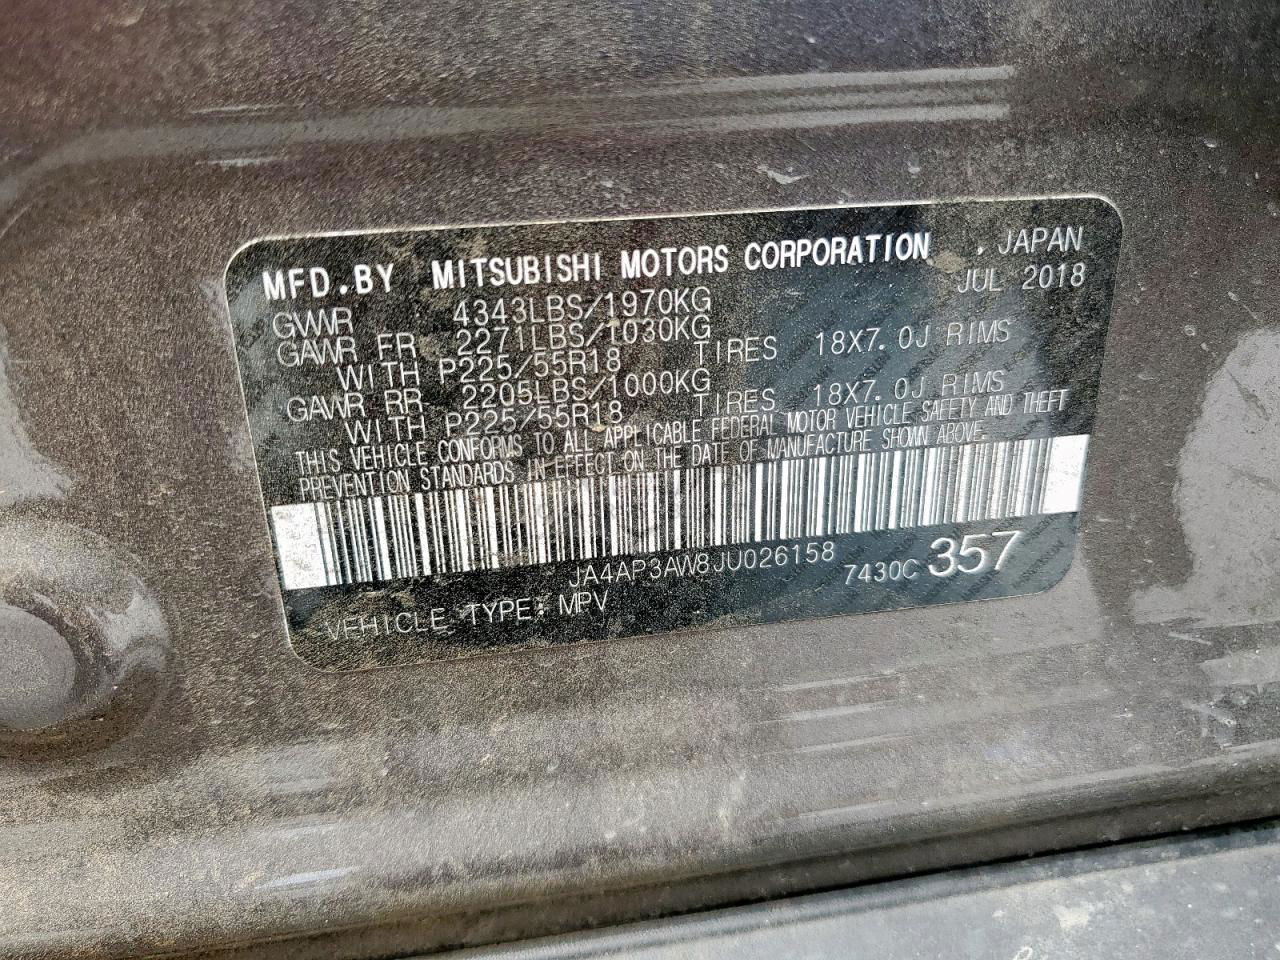 MFD.BY MITSUBISHI MOTORS CORPORATION , JAPAN
JUL 2018
GVWR 4343LBS/1970KG
GAWR FR 2271LBS/1030KG
WITH P225/55R18 TIRES 18X7.0J RIMS
GAWR RR 2205LBS/1000KG
WITH P225/55R18 TIRES 18X7.0J RIMS
THIS VEHICLE CONFORMS TO ALL APPLICABLE FEDERAL MOTOR VEHICLE SAFETY AND THEFT
PREVENTION STANDARDS IN EFFECT ON THE DATE OF MANUFACTURE SHOWN ABOVE.
JA4AP3AW8JU026158 7430C 357
VEHICLE TYPE: MPV